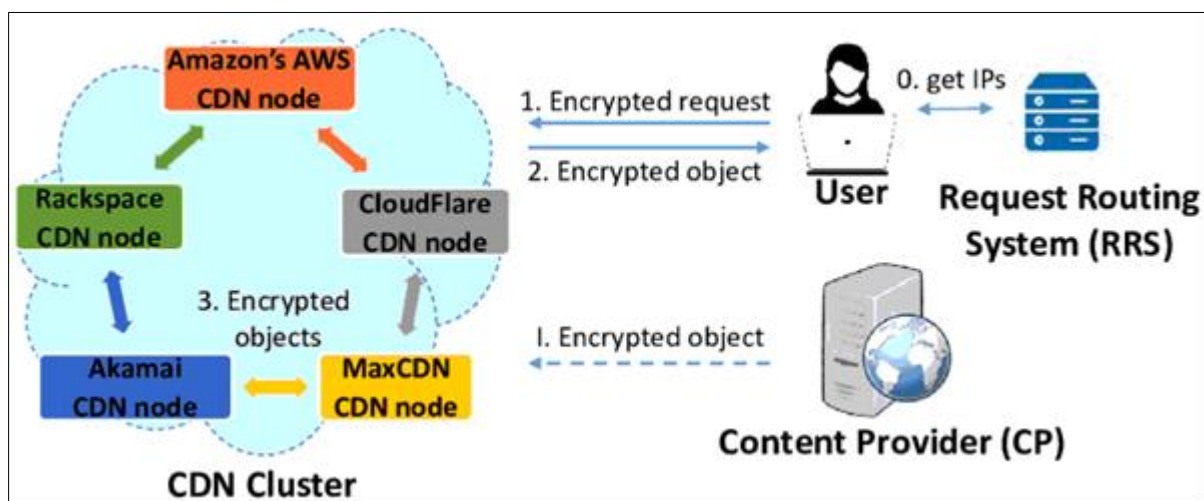 Amazon's AWS
CDN node
Rackspace
CDN node
CloudFlare
CDN node
3. Encrypted
objects
Akamai
CDN node
MaxCDN
CDN node
CDN Cluster
1. Encrypted request
2. Encrypted object
0. get IPs
User
Request Routing
System (RRS)
I. Encrypted object
Content Provider (CP)